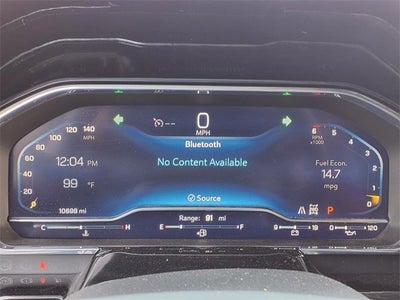 0
MPH
80 100 120 140
MPH
60
40
20
Bluetooth
No Content Available
12:04 PM
99 °F
Source
6 5 4
RPM
x1000
3
2
1
0
Fuel Econ.
14.7
mpg
P
10698 mi
Range: 91 mi
C H
E F
9 19
0 120